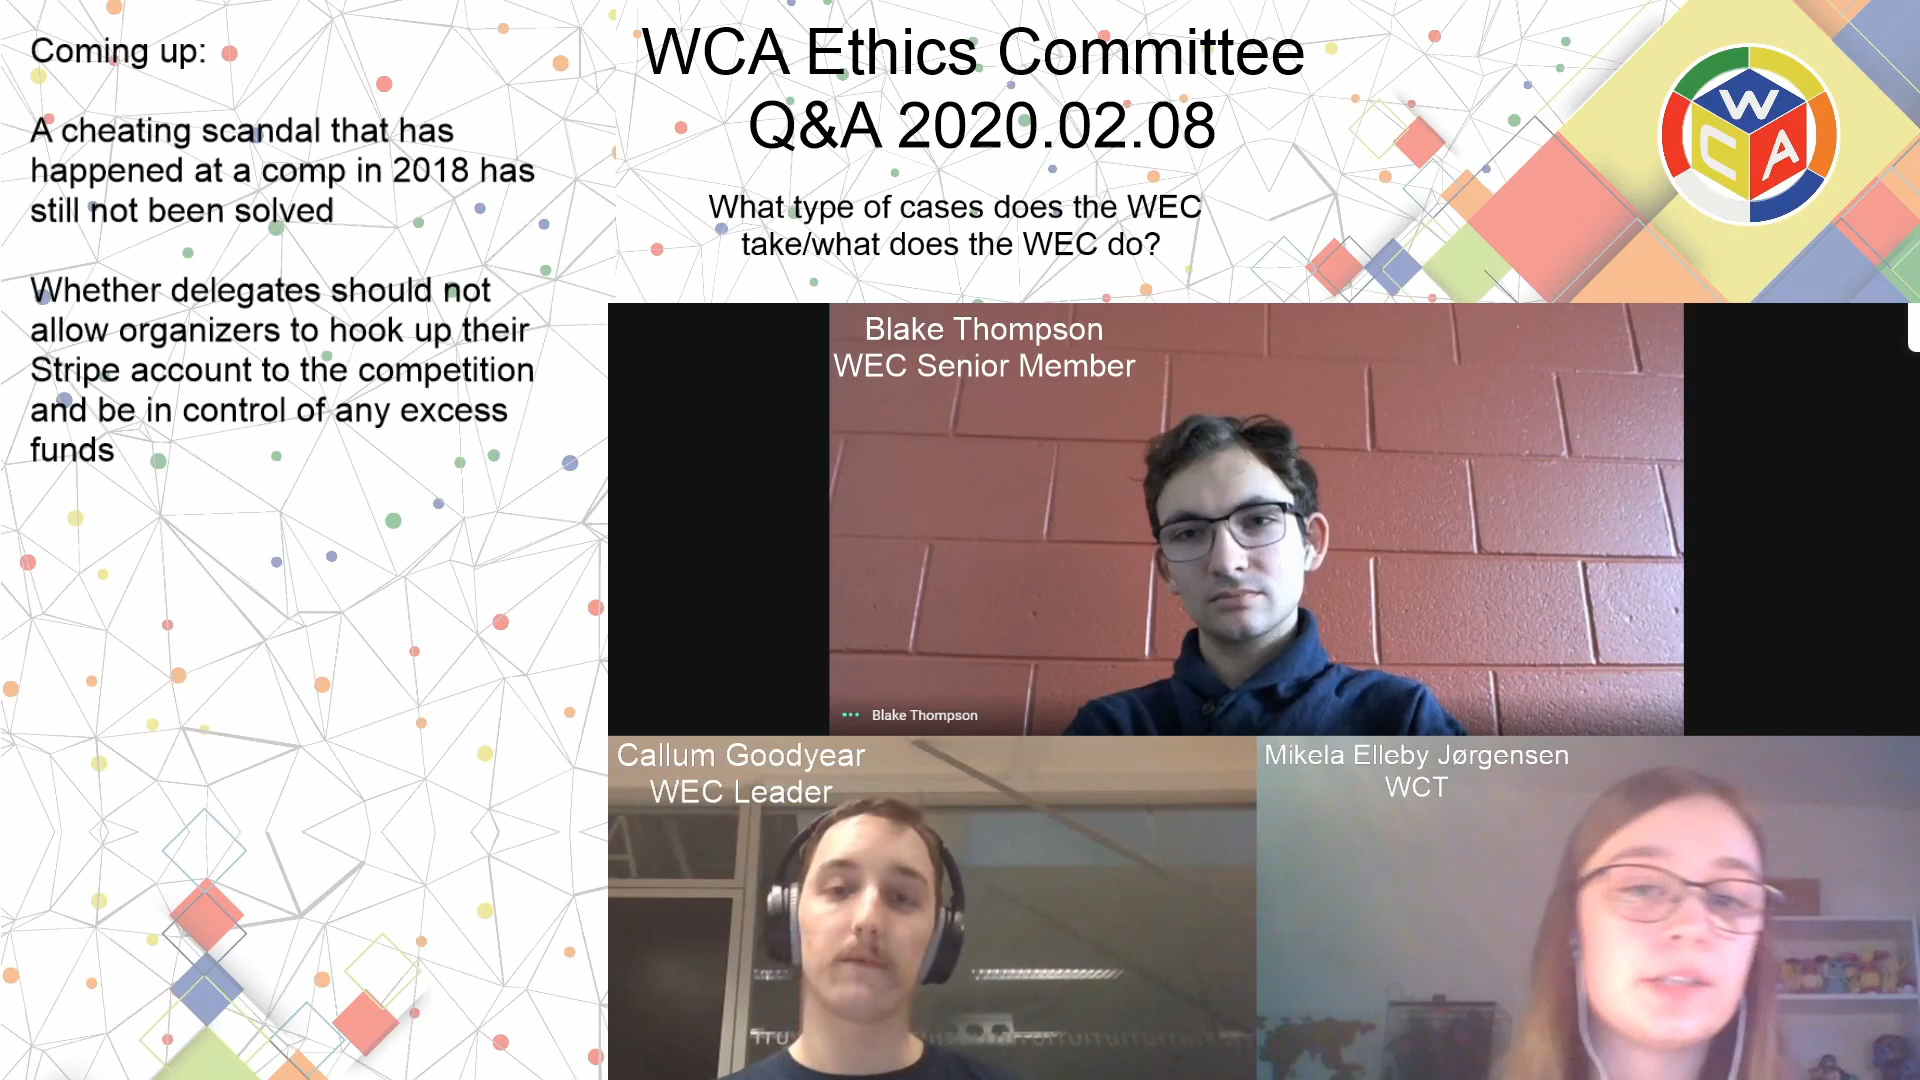 Coming up:
A cheating scandal that has
happened at a comp in 2018 has
still not been solved
Whether delegates should not
allow organizers to hook up their
Stripe account to the competition
and be in control of any excess
funds
WCA Ethics Committee
Q&A 2020.02.08
What type of cases does the WEC
take/what does the WEC do?
WCA
Blake Thompson
WEC Senior Member
Blake Thompson
Callum Goodyear
WEC Leader
Mikela Elleby Jørgensen
WCT